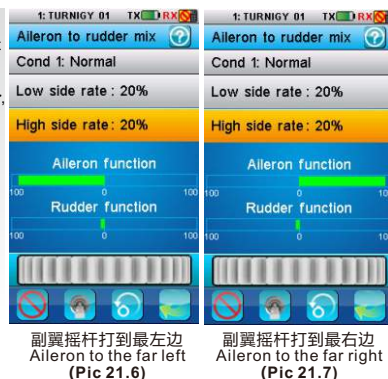 1: TURNIGY 01 TX RX
Aileron to rudder mix ?
Cond 1: Normal
Low side rate: 20%
High side rate: 20%
Aileron function
100 0 100
Rudder function
100 0 100
副翼摇杆打到最左边
Aileron to the far left
(Pic 21.6)
1: TURNIGY 01 TX RX
Aileron to rudder mix ?
Cond 1: Normal
Low side rate: 20%
High side rate: 20%
Aileron function
100 0 10
Rudder function
100 0 10
副翼摇杆打到最右边
Aileron to the far right
(Pic 21.7)